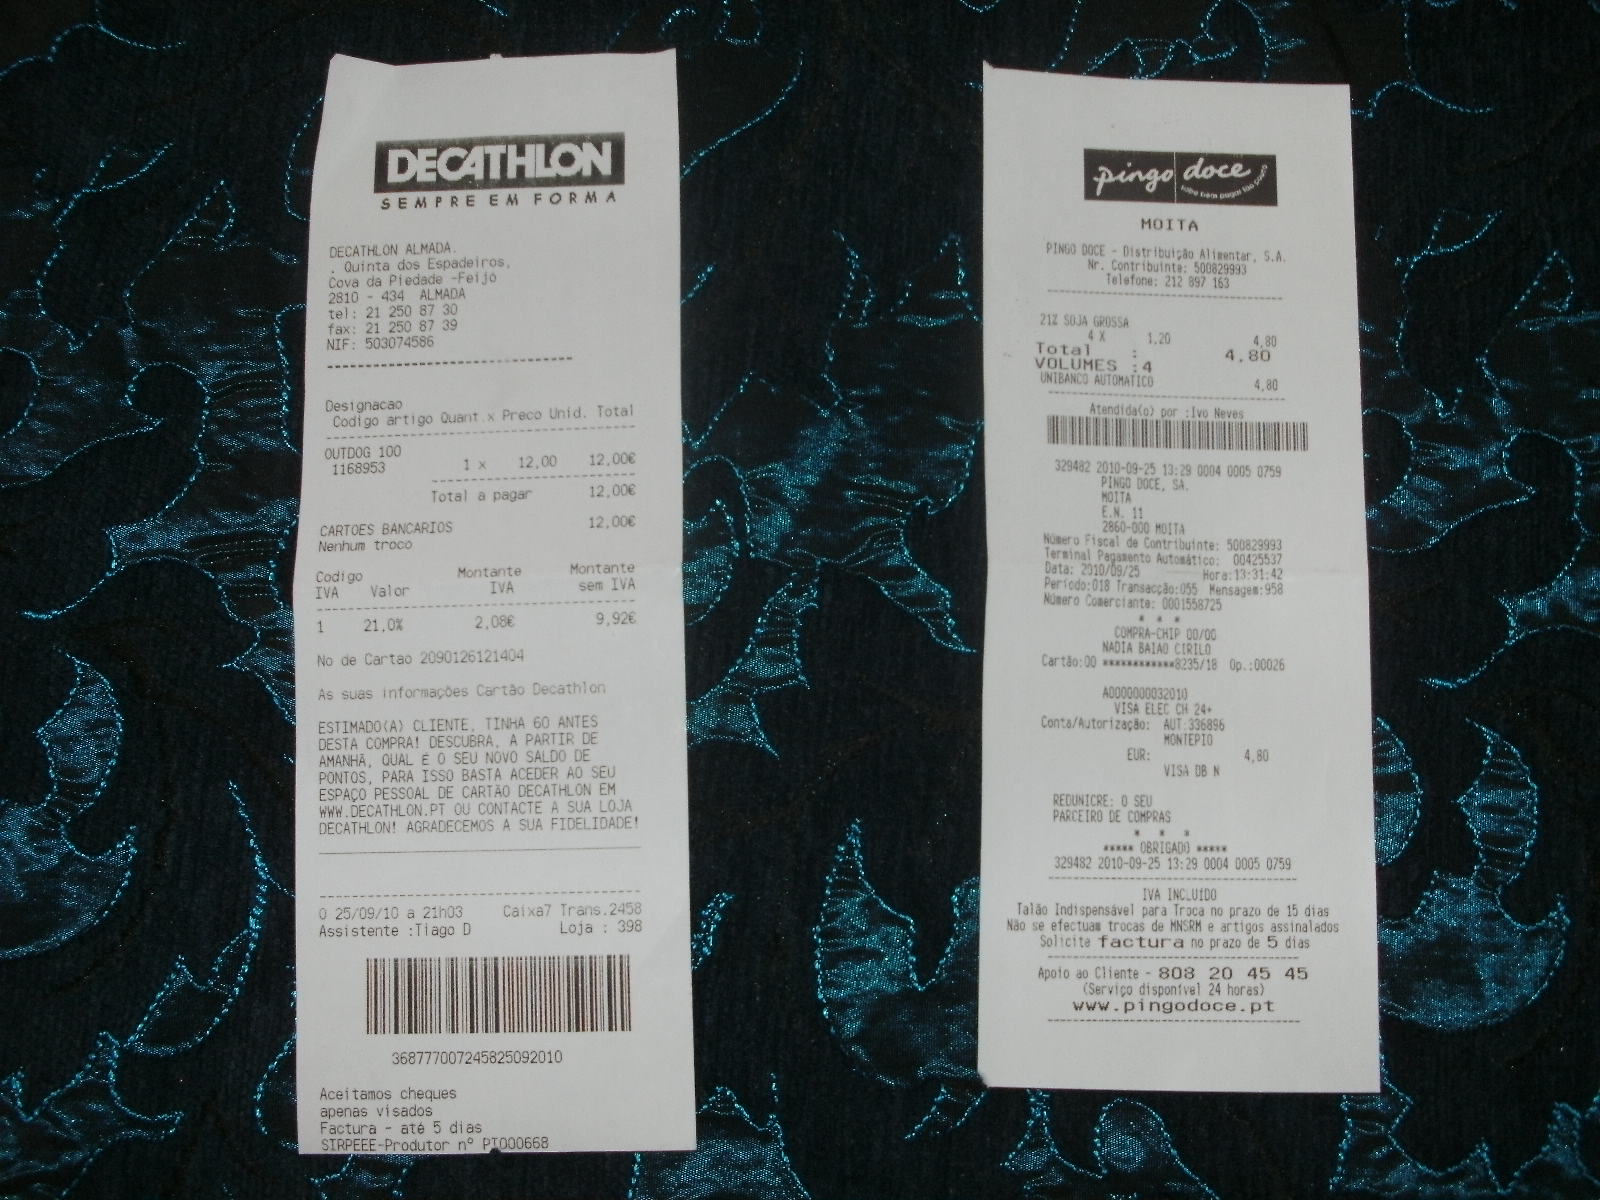 DECATHLON
SEMPRE EM FORMA
DECATHLON ALMADA.
. Quinta dos Espadeiros,
Cova da Piedade -Feijo
2810 - 434 ALMADA
tel: 21 250 87 30
fax: 21 250 87 39
NIF: 503074586
Designacao
Codigo artigo Quant.x Preco Unid. Total
OUTDOG 100
1168953 1 x 12,00 12,00€
Total a pagar 12,00€
CARTOES BANCARIOS 12,00€
Nenhum troco
Codigo Montante Montante
IVA Valor IVA sem IVA
1 21,0% 2,08€ 9,92€
No de Cartao 2090126121404
As suas informações Cartão Decathlon
ESTIMADO(A) CLIENTE, TINHA 60 ANTES
DESTA COMPRA! DESCUBRA, A PARTIR DE
AMANHÃ, QUAL É O SEU NOVO SALDO DE
PONTOS, PARA ISSO BASTA ACEDER AO SEU
ESPAÇO PESSOAL DE CARTÃO DECATHLON EM
WWW.DECATHLON.PT OU CONTACTE A SUA LOJA
DECATHLON! AGRADECEMOS A SUA FIDELIDADE!
O 25/09/10 a 21h03 Caixa7 Trans.2458
Assistente :Tiago D Loja : 398
368777007245825092010
Aceitamos cheques
apenas visados
Factura - até 5 dias
SIRPEEE-Produtor nº PT000668
pingo doce
sabe bem pagar tão pouco
MOITA
PINGO DOCE - Distribuição Alimentar, S.A.
Nr. Contribuinte: 500829993
Telefone: 212 897 163
21% SOJA GROSSA
4 X 1,20 4,80
Total : 4,80
VOLUMES :4
UNIBANCO AUTOMATICO 4,80
Atendida(o) por :Ivo Neves
329482 2010-09-25 13:29 0004 0005 0759
PINGO DOCE, SA.
MOITA
E.N. 11
2860-000 MOITA
Número Fiscal de Contribuinte: 500829993
Terminal Pagamento Automático: 00425537
Data: 2010/09/25 Hora:13:31:42
Período:018 Transacção:055 Mensagem:958
Número Comerciante: 0001558725
* * *
COMPRA-CHIP 00/00
NADIA BAIAO CIRILO
Cartão:00 ************8235/18 Op.:00026
A0000000032010
VISA ELEC CH 24+
Conta/Autorização: AUT:336896
MONTEPIO
EUR: 4,80
VISA DB N
REDUNICRE: O SEU
PARCEIRO DE COMPRAS
* * *
***** OBRIGADO *****
329482 2010-09-25 13:29 0004 0005 0759
IVA INCLUÍDO
Talão Indispensável para Troca no prazo de 15 dias
Não se efectuam trocas de MNSRM e artigos assinalados
Solicite factura no prazo de 5 dias
Apoio ao Cliente - 808 20 45 45
(Serviço disponível 24 horas)
www.pingodoce.pt